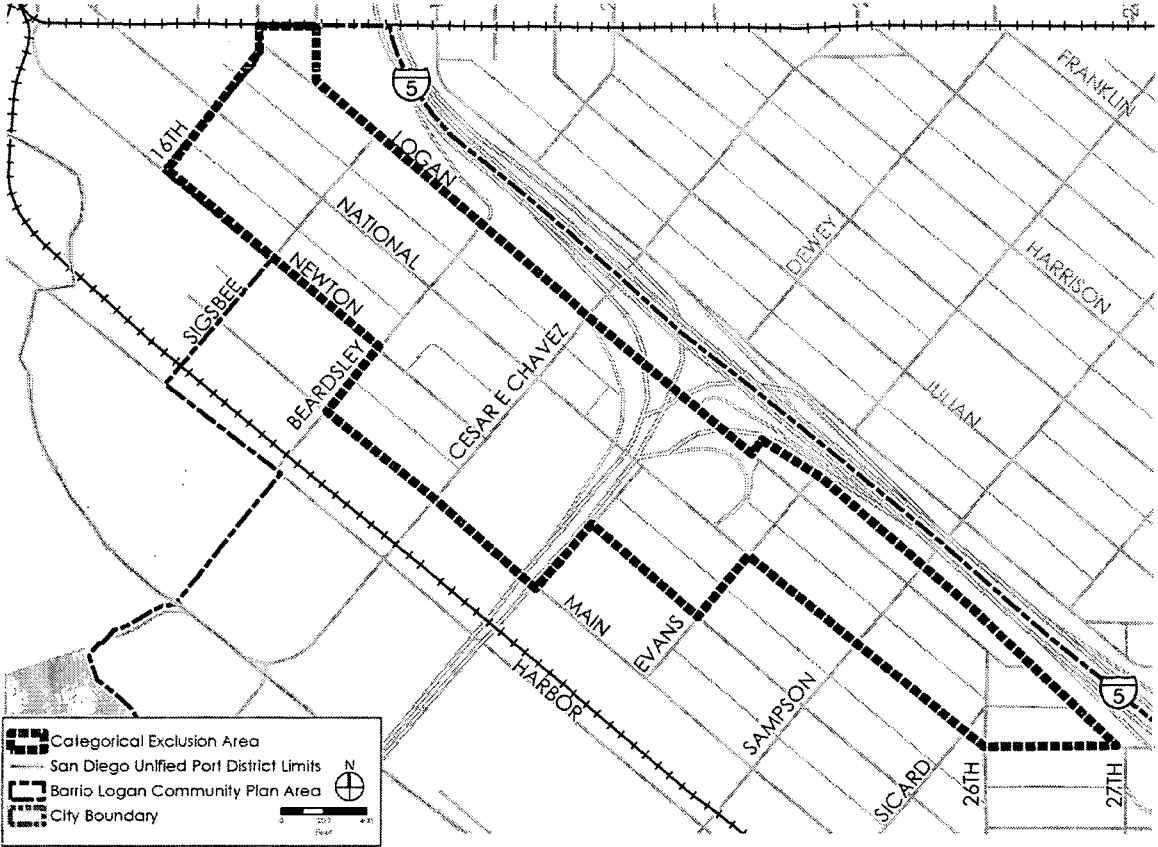 FRANKLIN
5
16TH
LOGAN
NATIONAL
DEWEY
HARRISON
NEWTON
SIGSBEE
BEARDSLEY
CESAR E CHAVEZ
JULIAN
MAIN
EVANS
HARBOR
SAMPSON
SICARD
26TH
27TH
5
Categorical Exclusion Area
San Diego Unified Port District Limits
Barrio Logan Community Plan Area
City Boundary
N
0
Feet